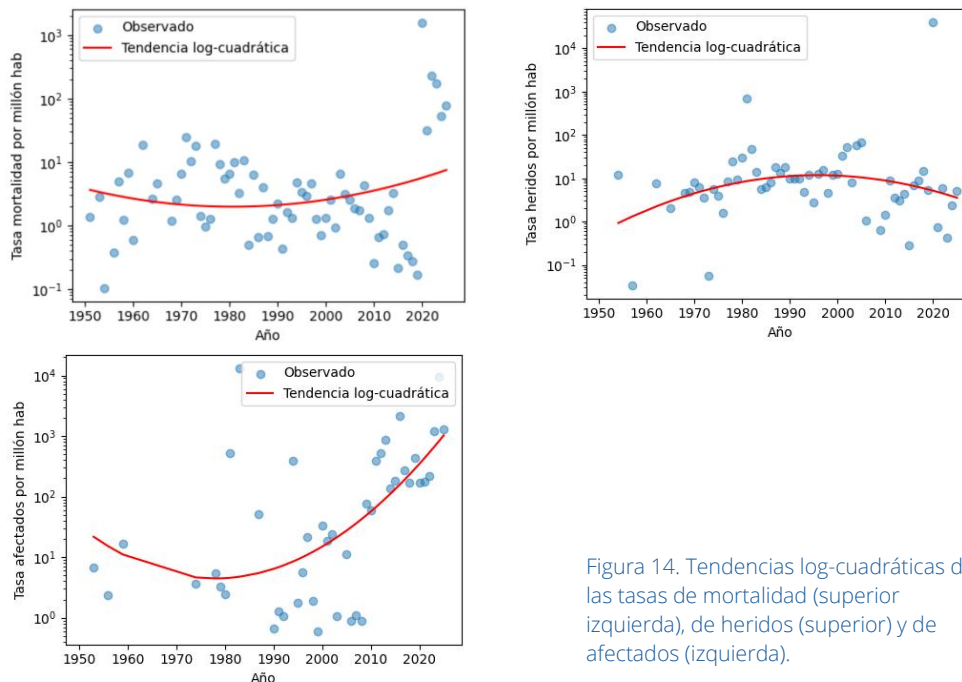 Observado
Tendencia log-cuadrática
Tasa mortalidad por millón hab
10³
10²
10¹
10⁰
10⁻¹
1950 1960 1970 1980 1990 2000 2010 2020
Año
Observado
Tendencia log-cuadrática
Tasa heridos por millón hab
10⁴
10³
10²
10¹
10⁰
10⁻¹
1950 1960 1970 1980 1990 2000 2010 2020
Año
Observado
Tendencia log-cuadrática
Tasa afectados por millón hab
10⁴
10³
10²
10¹
10⁰
1950 1960 1970 1980 1990 2000 2010 2020
Año
Figura 14. Tendencias log-cuadráticas d
las tasas de mortalidad (superior
izquierda), de heridos (superior) y de
afectados (izquierda).